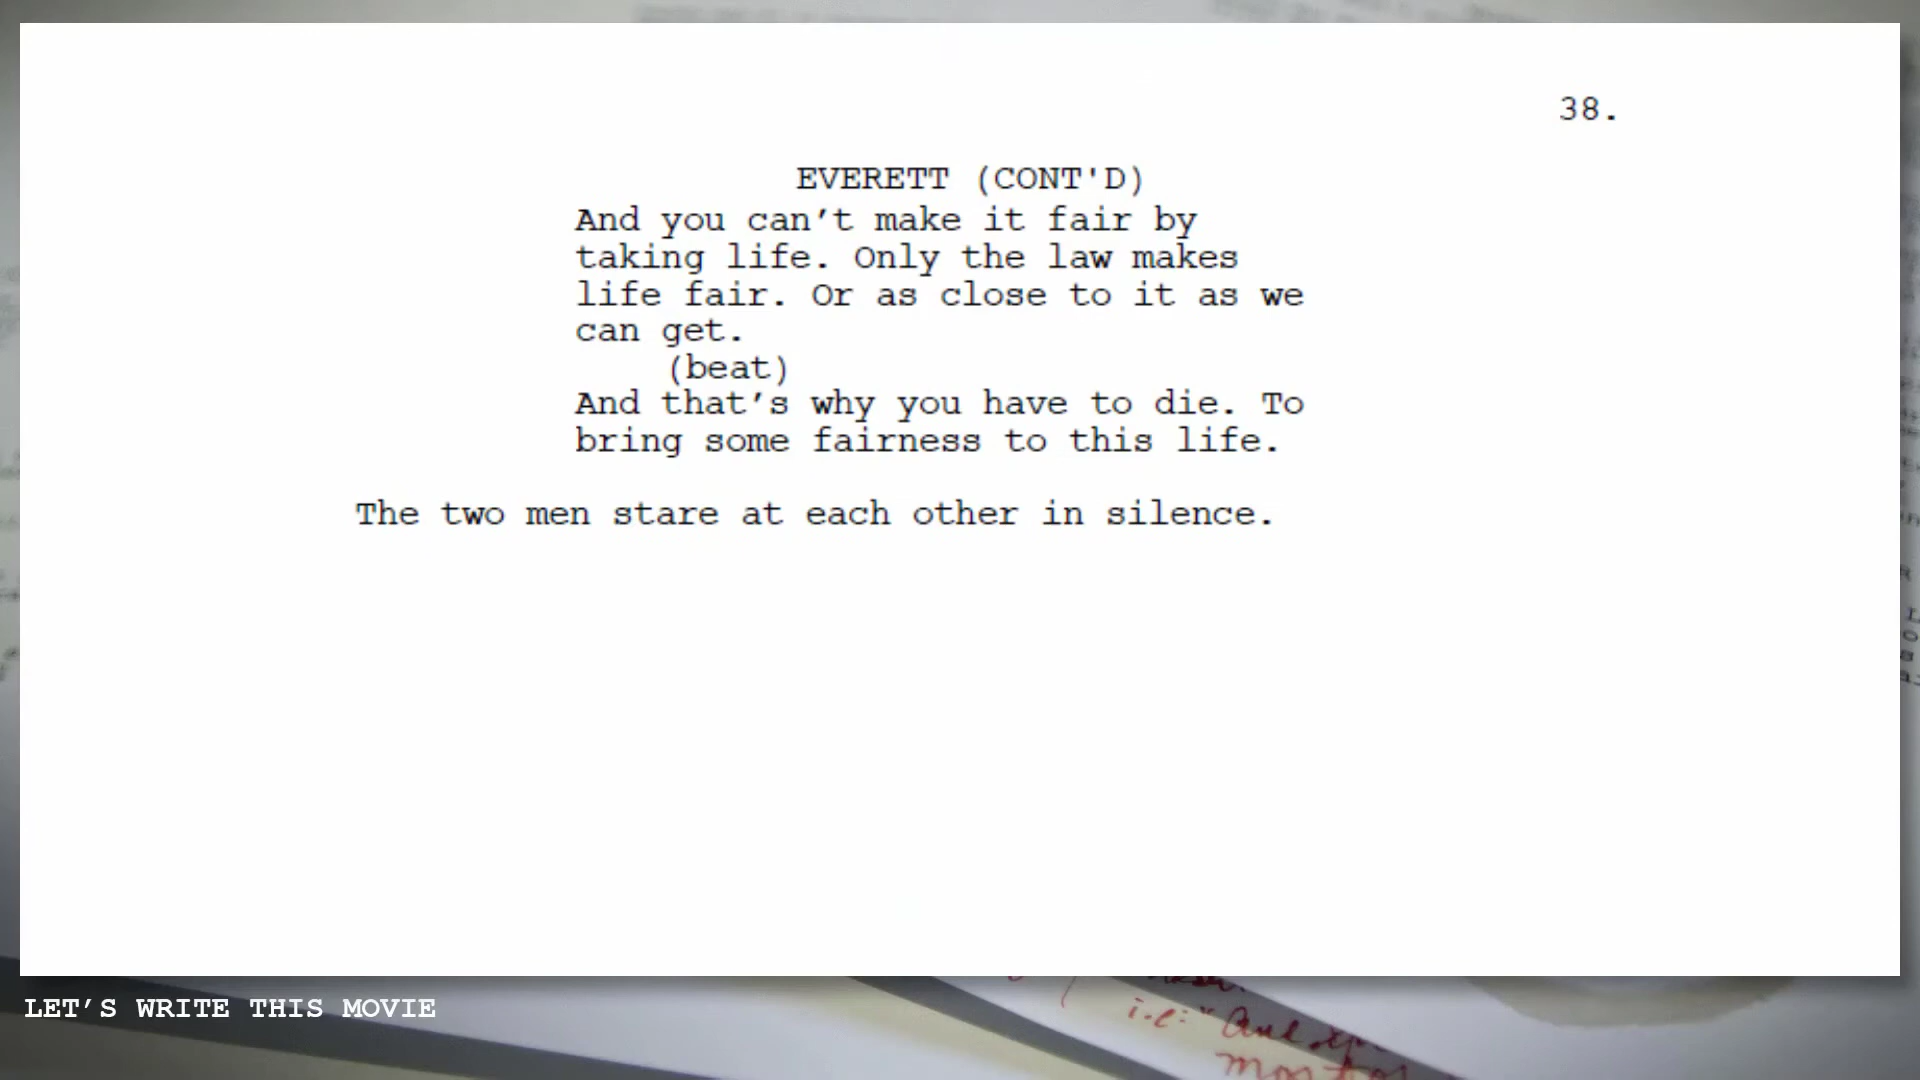 38.
EVERETT (CONT'D)
And you can’t make it fair by
taking life. Only the law makes
life fair. Or as close to it as we
can get.
(beat)
And that’s why you have to die. To
bring some fairness to this life.
The two men stare at each other in silence.
LET’S WRITE THIS MOVIE
i.e: "And